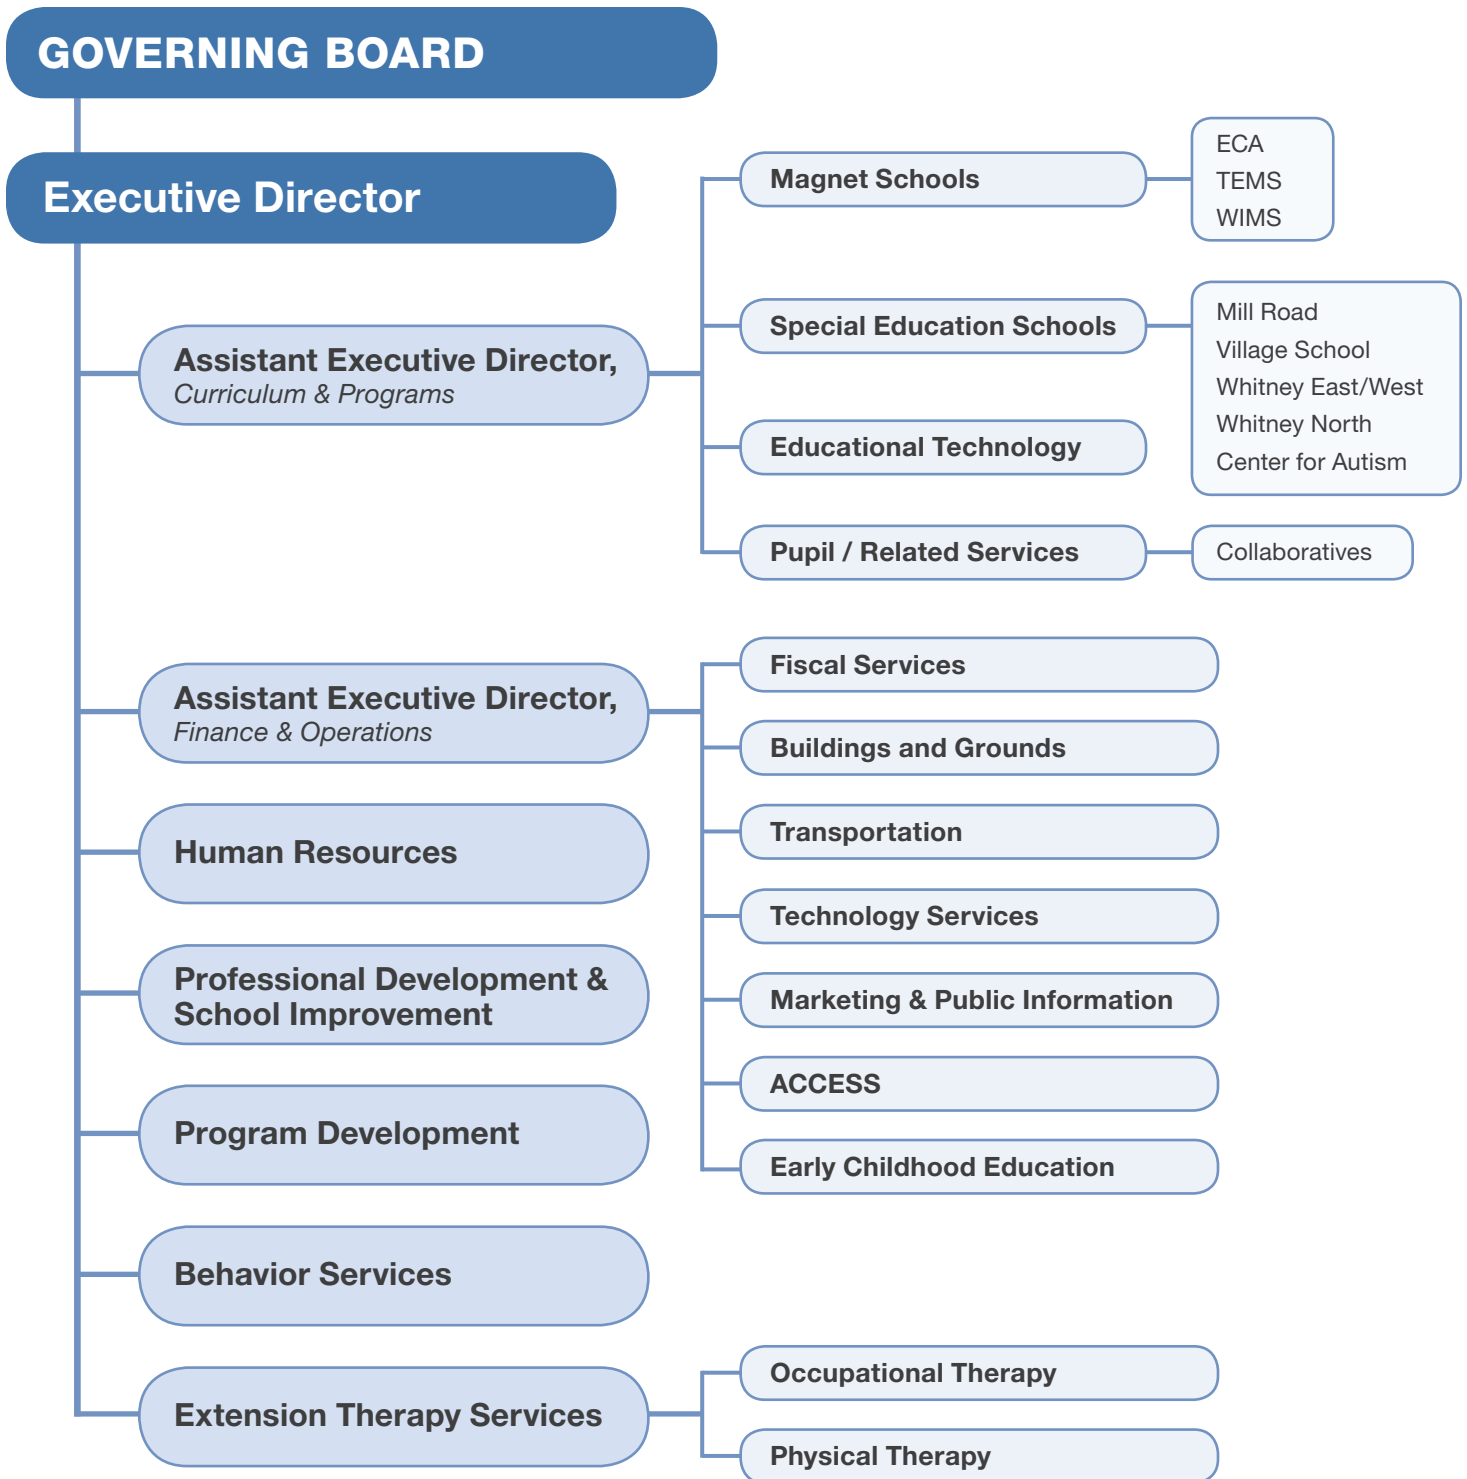 GOVERNING BOARD
Executive Director
Assistant Executive Director,
Curriculum & Programs
Magnet Schools
ECA
TEMS
WIMS
Special Education Schools
Mill Road
Village School
Whitney East/West
Whitney North
Center for Autism
Educational Technology
Pupil / Related Services
Collaboratives
Assistant Executive Director,
Finance & Operations
Fiscal Services
Buildings and Grounds
Transportation
Technology Services
Marketing & Public Information
ACCESS
Early Childhood Education
Human Resources
Professional Development &
School Improvement
Program Development
Behavior Services
Extension Therapy Services
Occupational Therapy
Physical Therapy